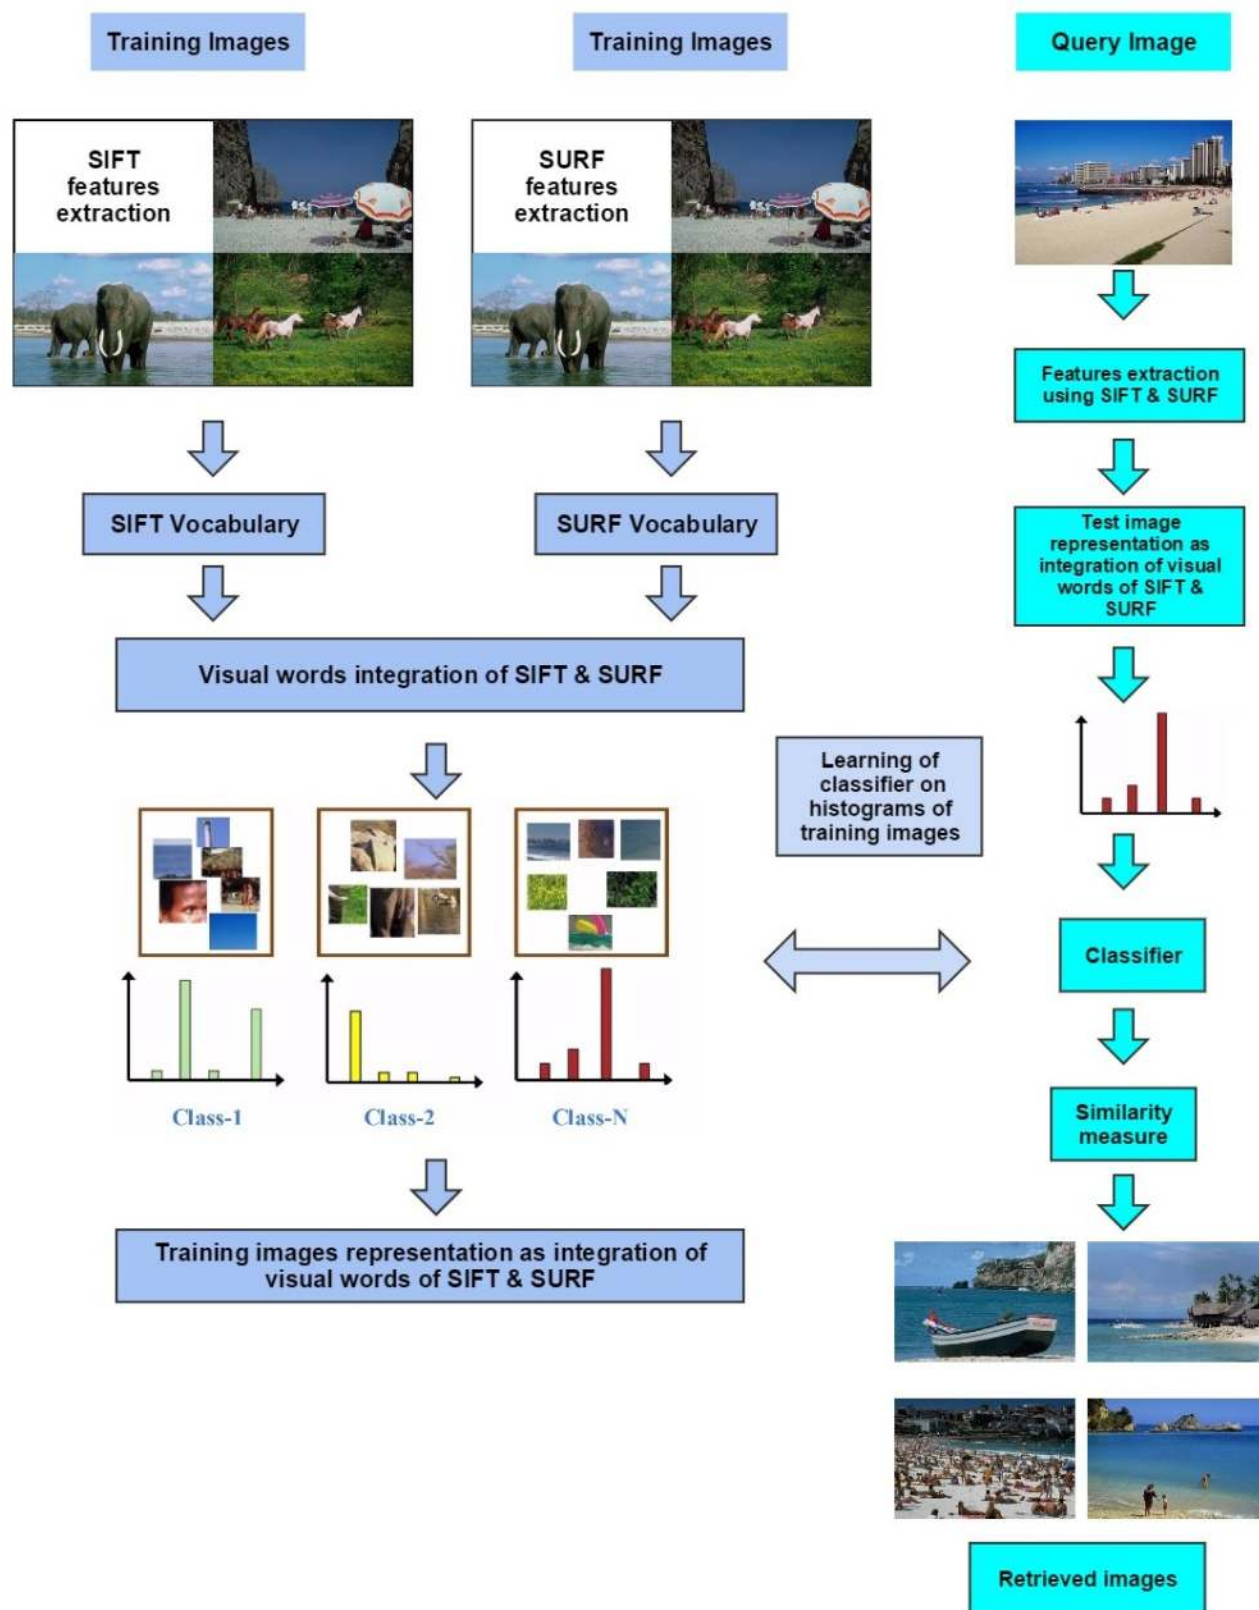 Training Images
Training Images
Query Image
SIFT
features
extraction
SURF
features
extraction
Features extraction
using SIFT & SURF
SIFT Vocabulary
SURF Vocabulary
Test image
representation as
integration of visual
words of SIFT &
SURF
Visual words integration of SIFT & SURF
Learning of
classifier on
histograms of
training images
Classifier
Class-1
Class-2
Class-N
Similarity
measure
Training images representation as integration of
visual words of SIFT & SURF
Retrieved images